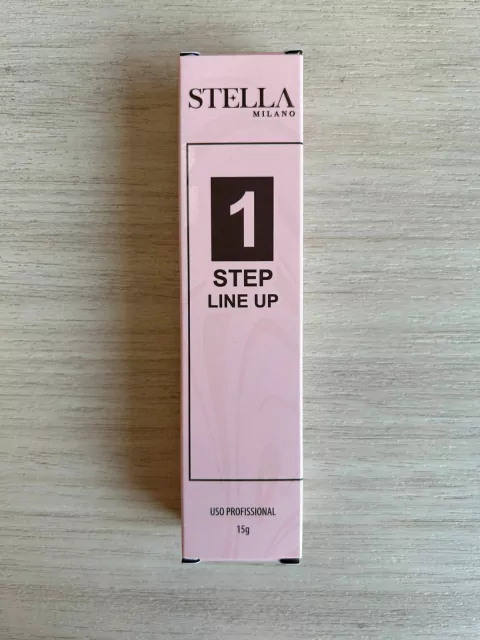 STELLA
MILANO
1
STEP
LINE UP
USO PROFISSIONAL
15g